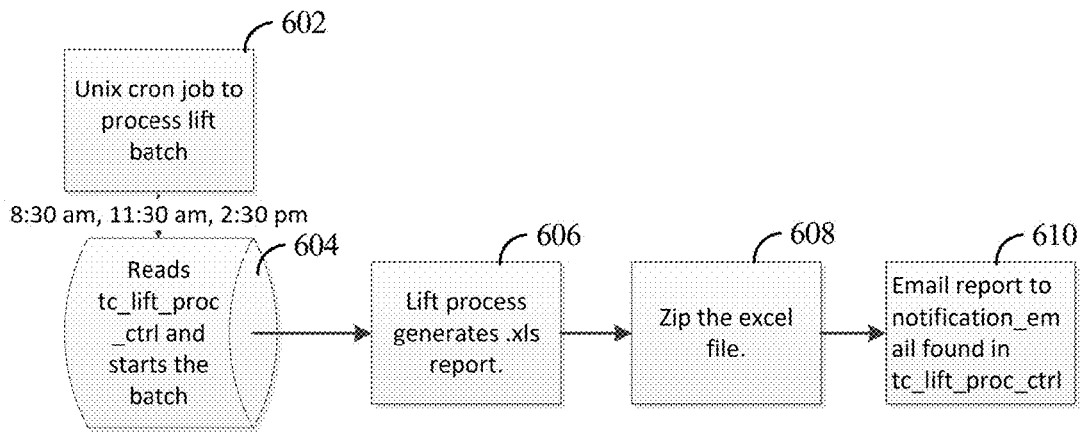 602
Unix cron job to
process lift
batch
8:30 am, 11:30 am, 2:30 pm
604
Reads
tc_lift_proc
_ctrl and
starts the
batch
606
Lift process
generates .xls
report.
608
Zip the excel
file.
610
Email report to
notification_em
ail found in
tc_lift_proc_ctrl